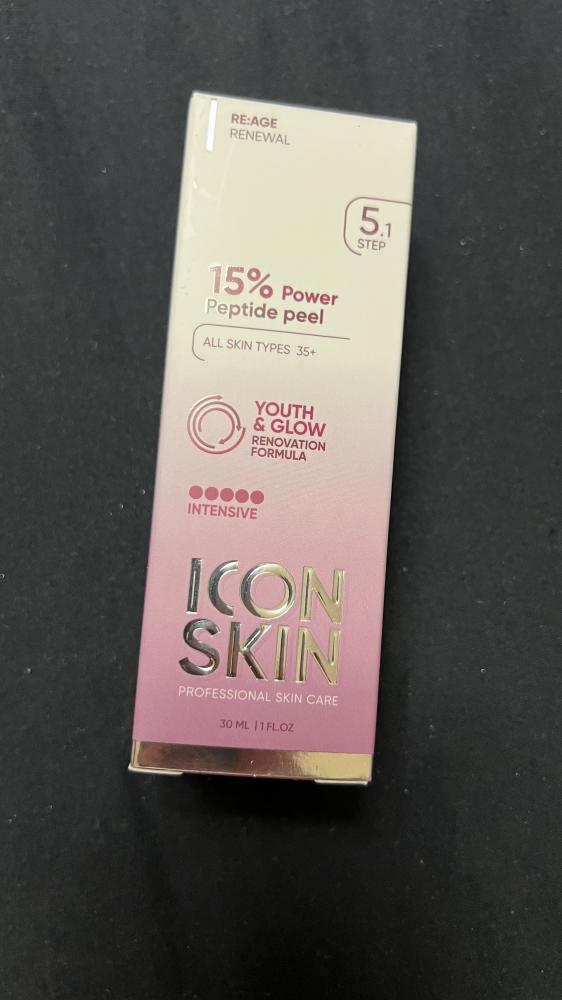 RE:AGE
RENEWAL
5.1
STEP
15% Power
Peptide peel
ALL SKIN TYPES 35+
YOUTH
& GLOW
RENOVATION
FORMULA
INTENSIVE
ICON
SKIN
PROFESSIONAL SKIN CARE
30 ML | 1 FL.OZ